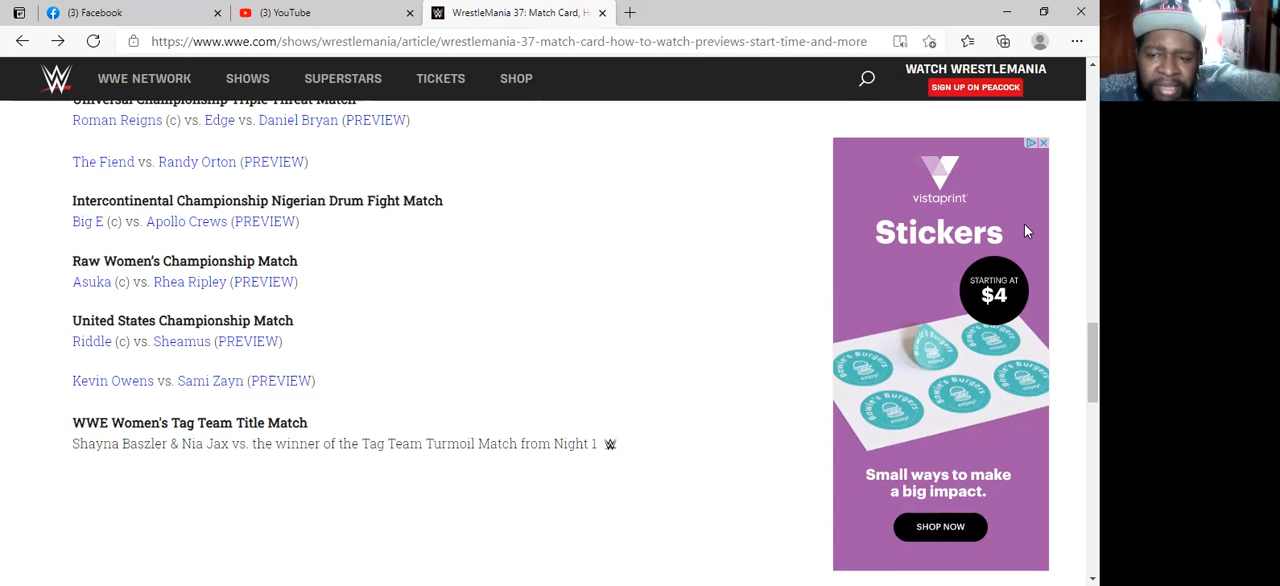 (3) Facebook
(3) YouTube
WrestleMania 37: Match Card, H
https://www.wwe.com/shows/wrestlemania/article/wrestlemania-37-match-card-how-to-watch-previews-start-time-and-more
WWE NETWORK SHOWS SUPERSTARS TICKETS SHOP
WATCH WRESTLEMANIA
SIGN UP ON PEACOCK
Universal Championship Triple Threat Match
Roman Reigns (c) vs. Edge vs. Daniel Bryan (PREVIEW)
The Fiend vs. Randy Orton (PREVIEW)
Intercontinental Championship Nigerian Drum Fight Match
Big E (c) vs. Apollo Crews (PREVIEW)
Raw Women's Championship Match
Asuka (c) vs. Rhea Ripley (PREVIEW)
United States Championship Match
Riddle (c) vs. Sheamus (PREVIEW)
Kevin Owens vs. Sami Zayn (PREVIEW)
WWE Women's Tag Team Title Match
Shayna Baszler & Nia Jax vs. the winner of the Tag Team Turmoil Match from Night 1
vistaprint
Stickers
STARTING AT
$4
Bowie's Burgers
enjoy!
Small ways to make
a big impact.
SHOP NOW